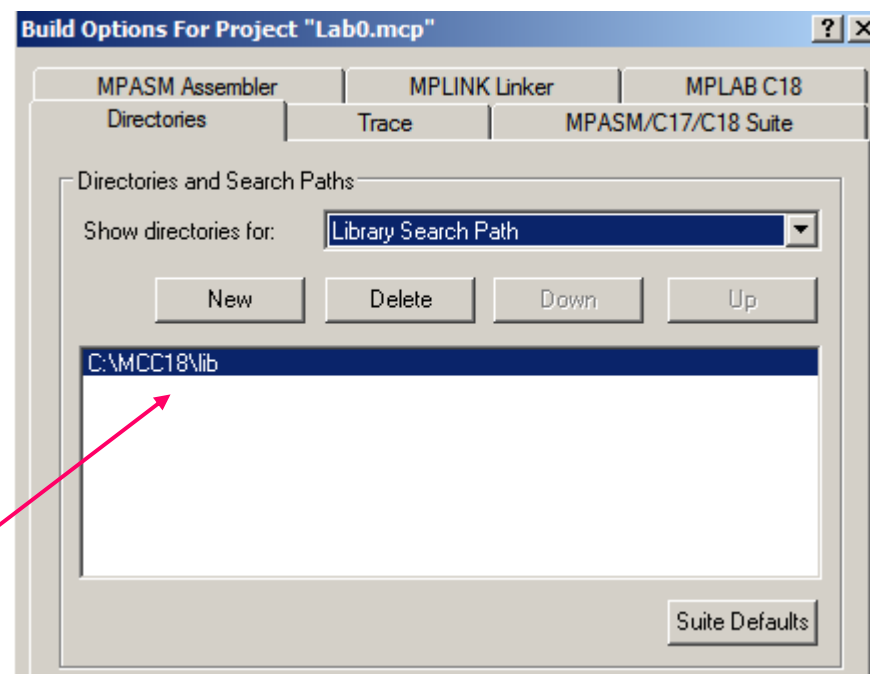 Build Options For Project "Lab0.mcp"
MPASM Assembler MPLINK Linker MPLAB C18
Directories Trace MPASM/C17/C18 Suite
Directories and Search Paths
Show directories for: Library Search Path
New Delete Down Up
C:\MCC18\lib
Suite Defaults